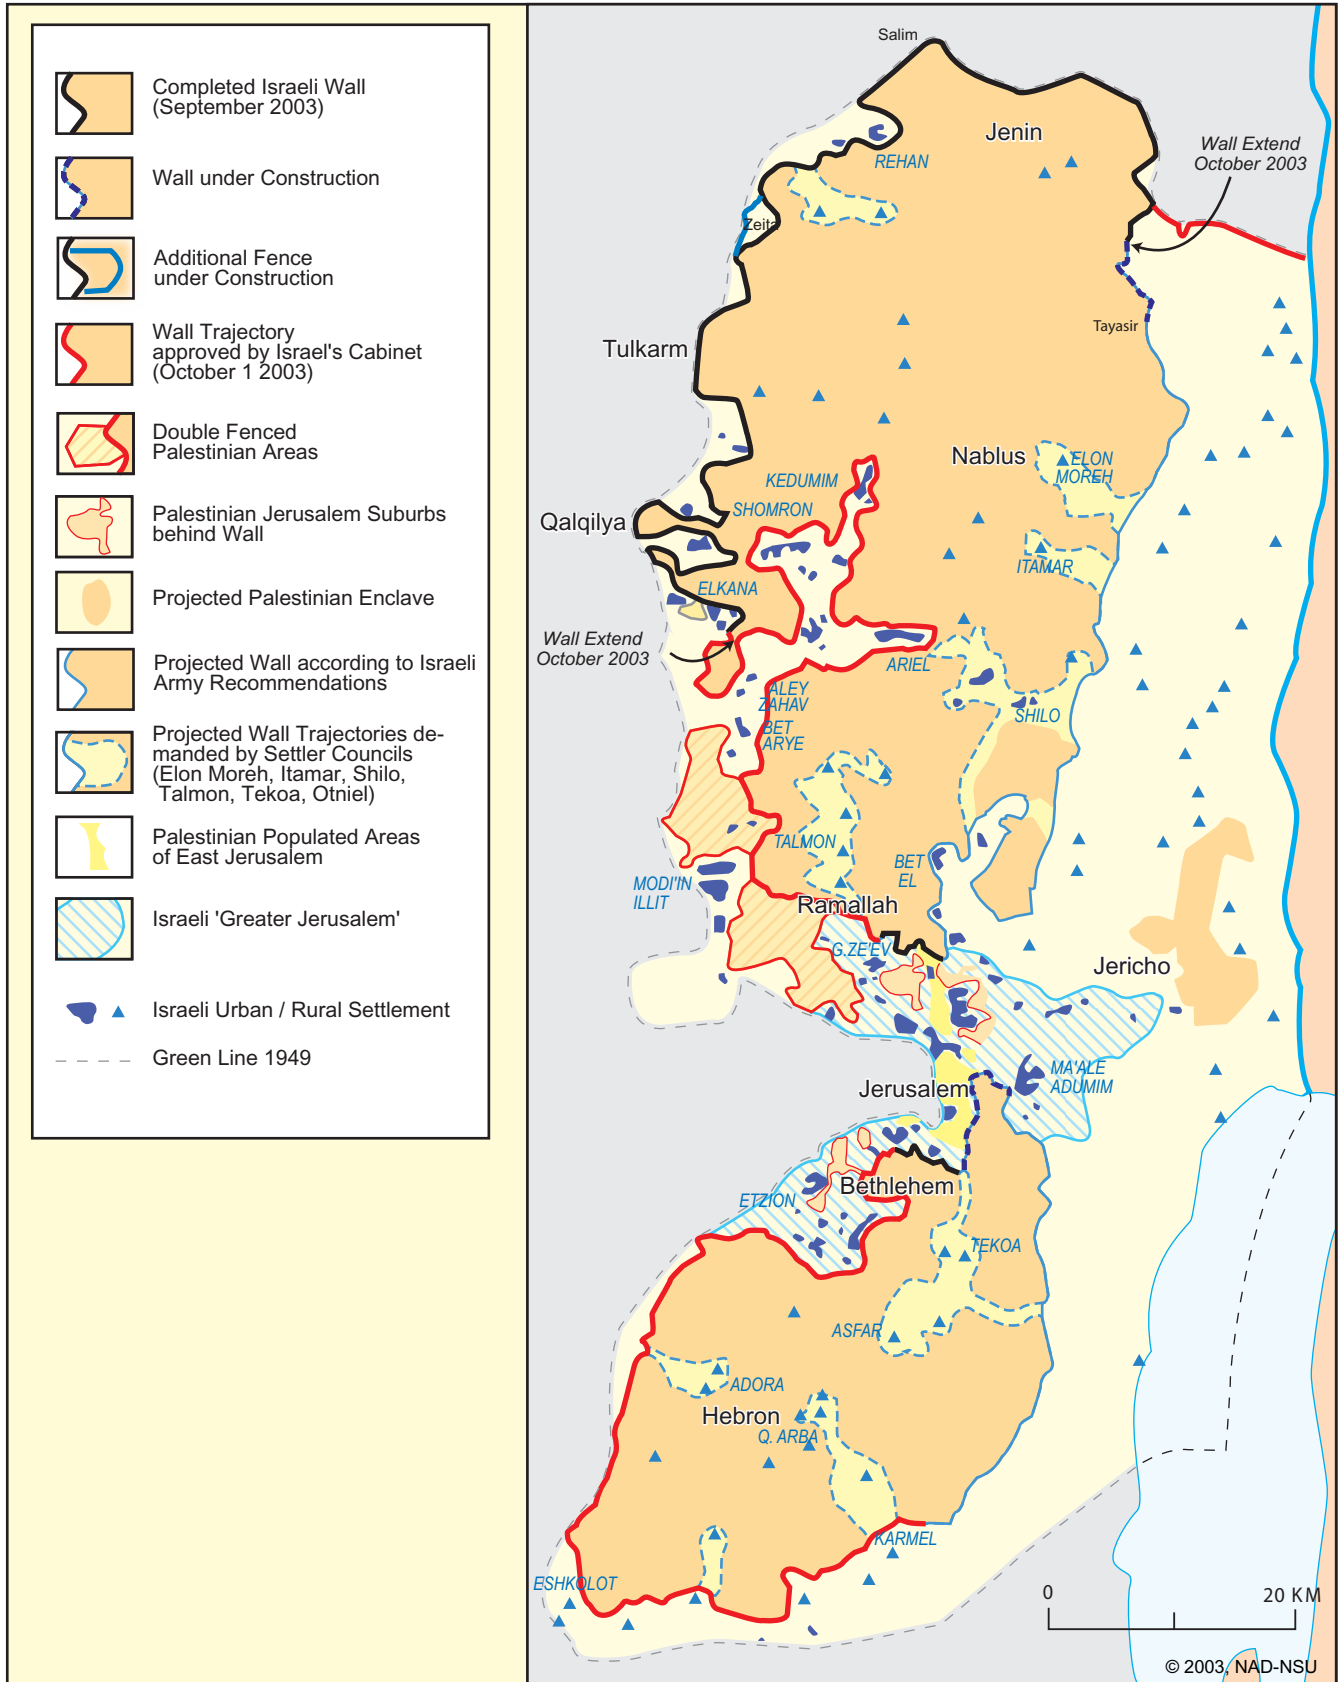 Completed Israeli Wall
(September 2003)
Wall under Construction
Additional Fence
under Construction
Wall Trajectory
approved by Israel's Cabinet
(October 1 2003)
Double Fenced
Palestinian Areas
Palestinian Jerusalem Suburbs
behind Wall
Projected Palestinian Enclave
Projected Wall according to Israeli
Army Recommendations
Projected Wall Trajectories de-
manded by Settler Councils
(Elon Moreh, Itamar, Shilo,
Talmon, Tekoa, Otniel)
Palestinian Populated Areas
of East Jerusalem
Israeli 'Greater Jerusalem'
Israeli Urban / Rural Settlement
Green Line 1949
Salim
Jenin
Wall Extend
October 2003
REHAN
Zeita
Tayasir
Tulkarm
Nablus
ELON
MOREH
KEDUMIM
SHOMRON
Qalqilya
ITAMAR
ELKANA
Wall Extend
October 2003
ARIEL
ALEY
ZAHAV
SHILO
BET
ARYE
TALMON
BET
EL
MODI'IN
ILLIT
Ramallah
G.ZE'EV
Jericho
MA'ALE
ADUMIM
Jerusalem
Bethlehem
ETZION
TEKOA
ASFAR
ADORA
Hebron
Q. ARBA
KARMEL
ESHKOLOT
0
20 KM
© 2003, NAD-NSU